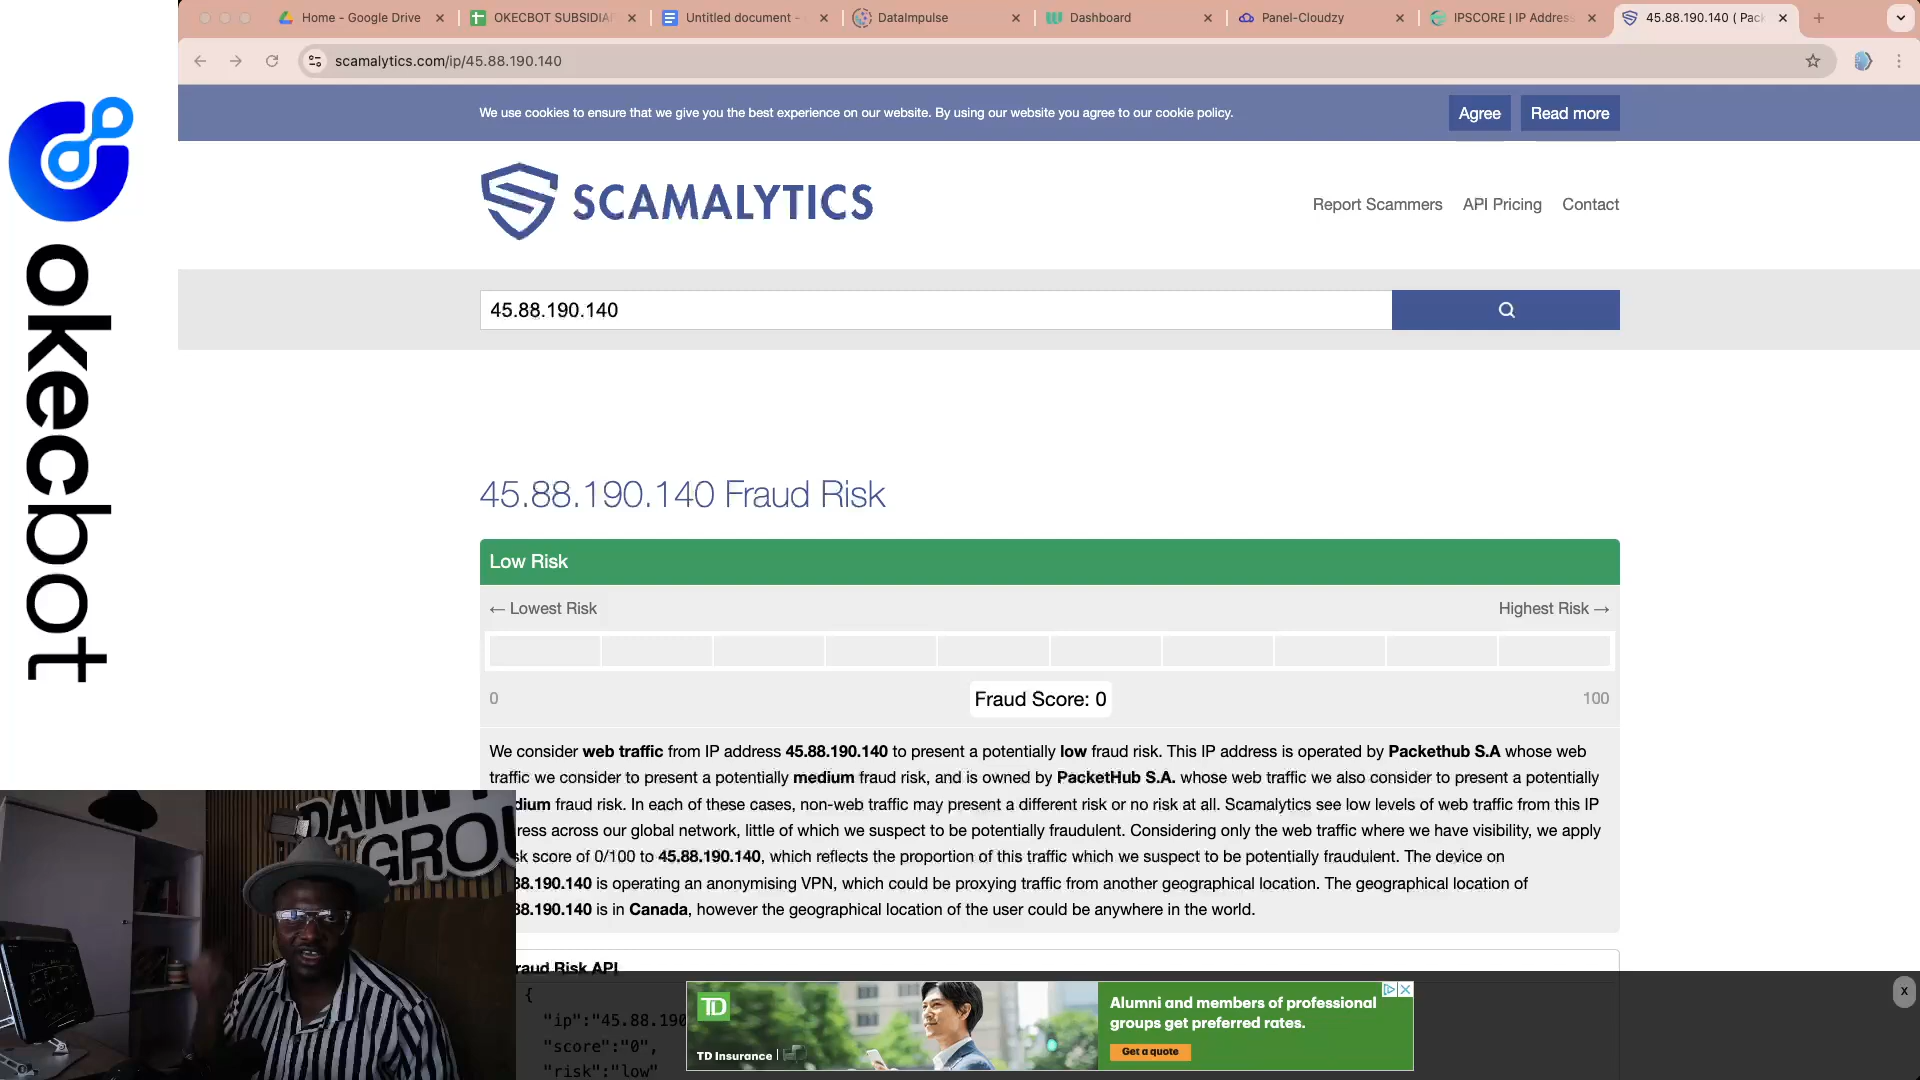 Home - Google Drive
OKECBOT SUBSIDIA
Untitled document -
DataImpulse
Dashboard
Panel-Cloudzy
IPSCORE | IP Address
45.88.190.140 ( Pack
scamalytics.com/ip/45.88.190.140
We use cookies to ensure that we give you the best experience on our website. By using our website you agree to our cookie policy.
Agree
Read more
SCAMALYTICS
Report Scammers
API Pricing
Contact
okecbot
45.88.190.140
45.88.190.140 Fraud Risk
Low Risk
← Lowest Risk
Highest Risk →
0
Fraud Score: 0
100
We consider web traffic from IP address 45.88.190.140 to present a potentially low fraud risk. This IP address is operated by Packethub S.A whose web
traffic we consider to present a potentially medium fraud risk, and is owned by PacketHub S.A. whose web traffic we also consider to present a potentially
dium fraud risk. In each of these cases, non-web traffic may present a different risk or no risk at all. Scamalytics see low levels of web traffic from this IP
ress across our global network, little of which we suspect to be potentially fraudulent. Considering only the web traffic where we have visibility, we apply
sk score of 0/100 to 45.88.190.140, which reflects the proportion of this traffic which we suspect to be potentially fraudulent. The device on
88.190.140 is operating an anonymising VPN, which could be proxying traffic from another geographical location. The geographical location of
88.190.140 is in Canada, however the geographical location of the user could be anywhere in the world.
DANNY
GROU
raud Risk API
{
"ip":"45.88.190
"score":"0",
"risk":"low"
TD
TD Insurance
Alumni and members of professional
groups get preferred rates.
Get a quote
X